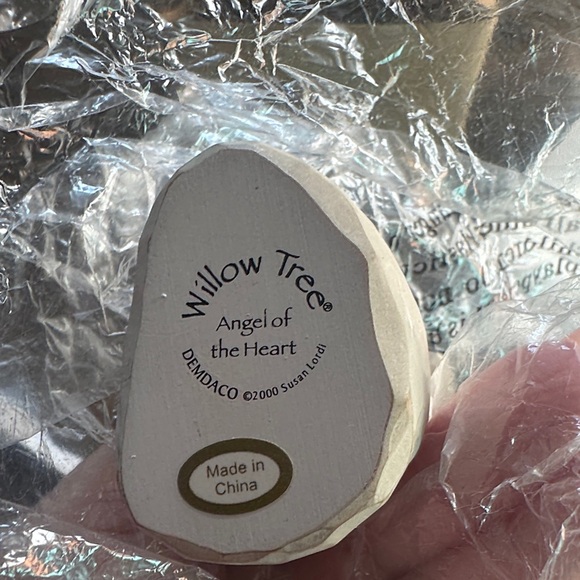 Willow Tree®
Angel of
the Heart
DEMDACO ©2000 Susan Lordi
Made in
China